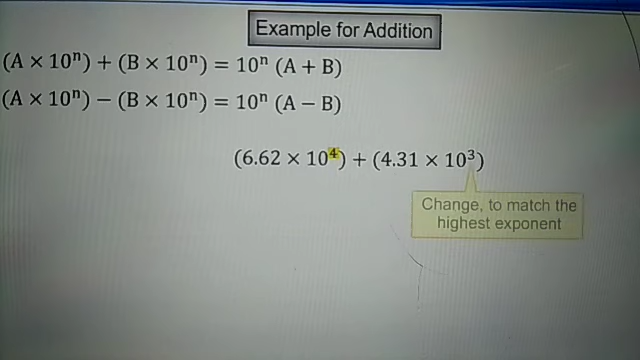 Example for Addition
(A × 10ⁿ) + (B × 10ⁿ) = 10ⁿ (A + B)
(A × 10ⁿ) − (B × 10ⁿ) = 10ⁿ (A − B)
(6.62 × 10⁴) + (4.31 × 10³)
Change, to match the
highest exponent